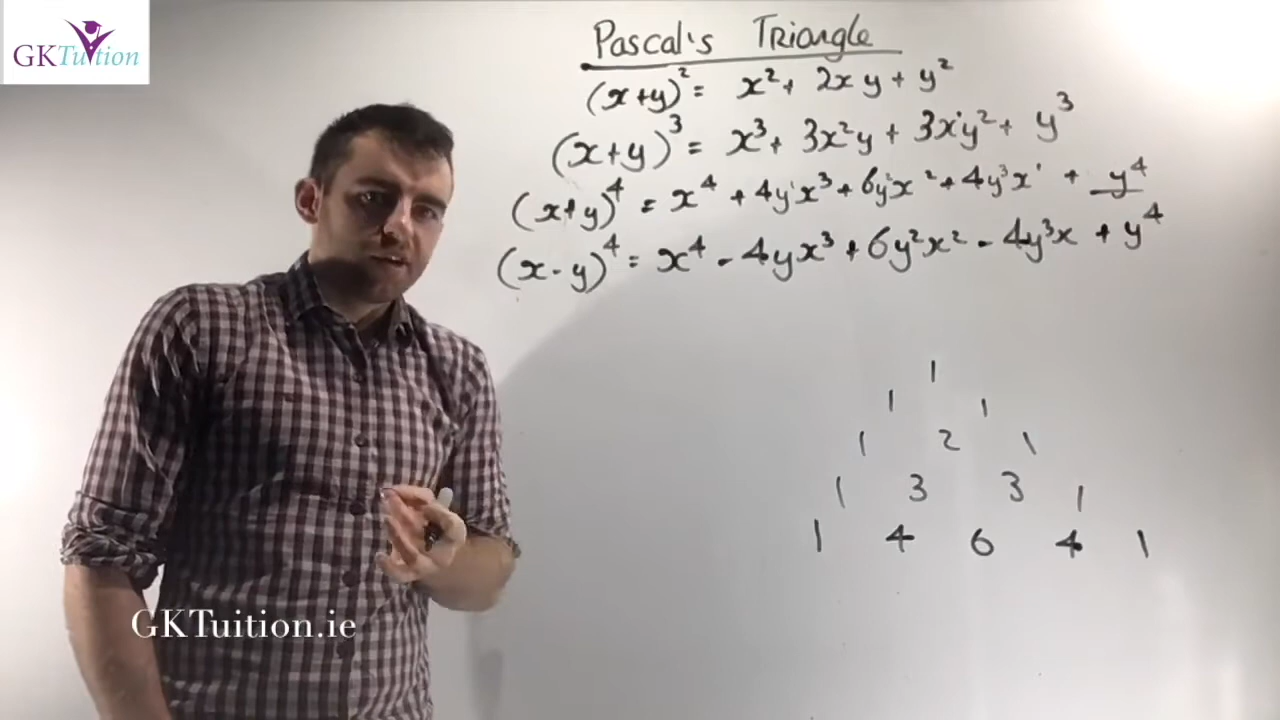 GKTuition
Pascal's Triangle
(x+y)² = x² + 2xy + y²
(x+y)³ = x³ + 3x²y + 3x¹y² + y³
(x+y)⁴ = x⁴ + 4y¹x³ + 6y²x² + 4y³x¹ + y⁴
(x-y)⁴ = x⁴ - 4yx³ + 6y²x² - 4y³x + y⁴
1
1 1
1 2 1
1 3 3 1
1 4 6 4 1
GKTuition.ie